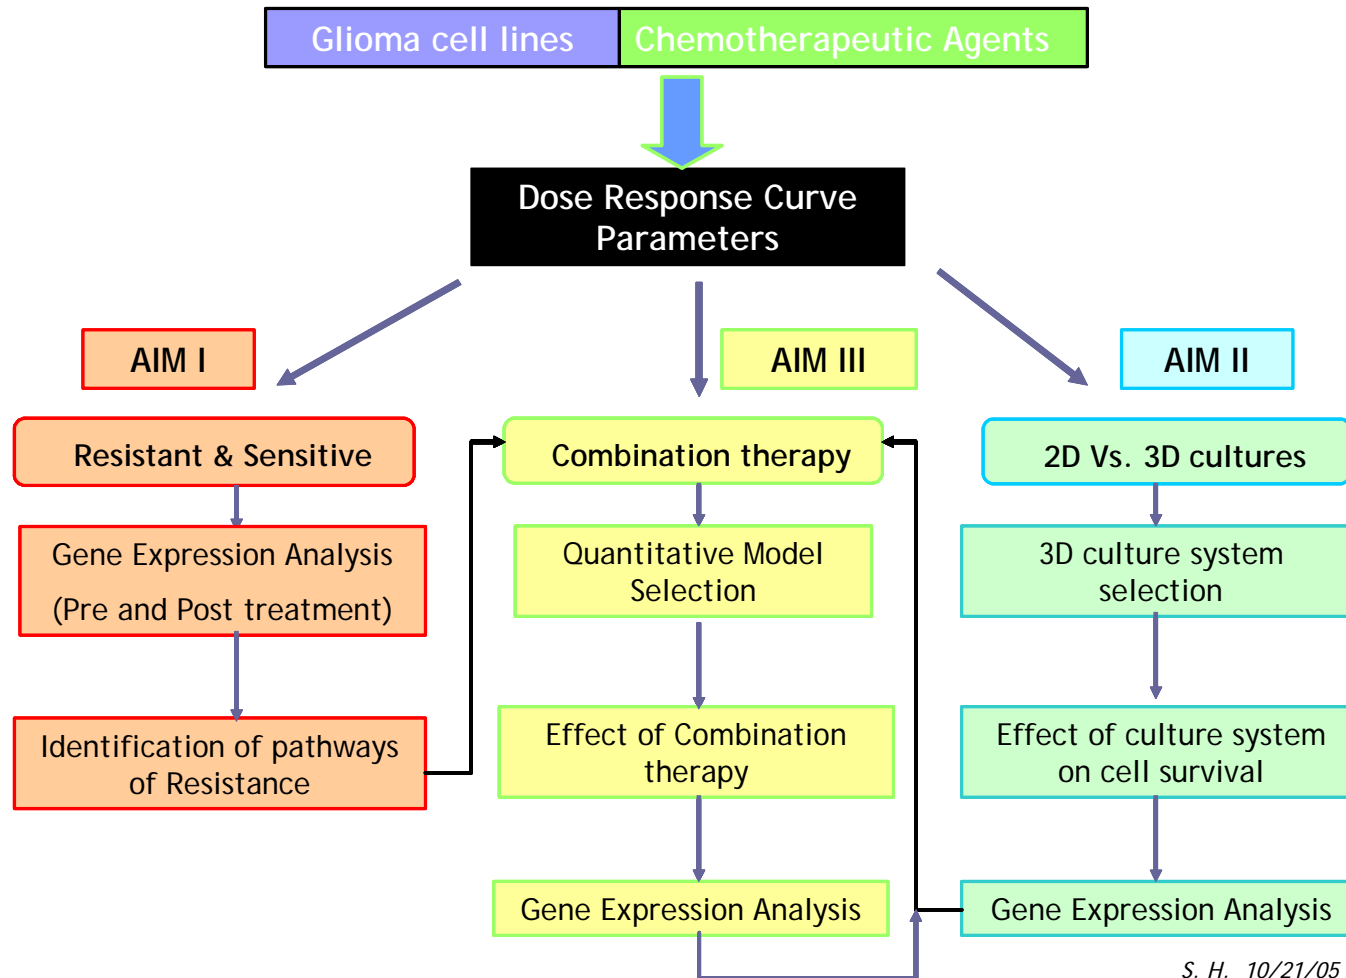 Glioma cell lines
Chemotherapeutic Agents
Dose Response Curve
Parameters
AIM I
AIM III
AIM II
Resistant & Sensitive
Combination therapy
2D Vs. 3D cultures
Gene Expression Analysis
(Pre and Post treatment)
Quantitative Model
Selection
3D culture system
selection
Identification of pathways
of Resistance
Effect of Combination
therapy
Effect of culture system
on cell survival
Gene Expression Analysis
Gene Expression Analysis
S. H. 10/21/05